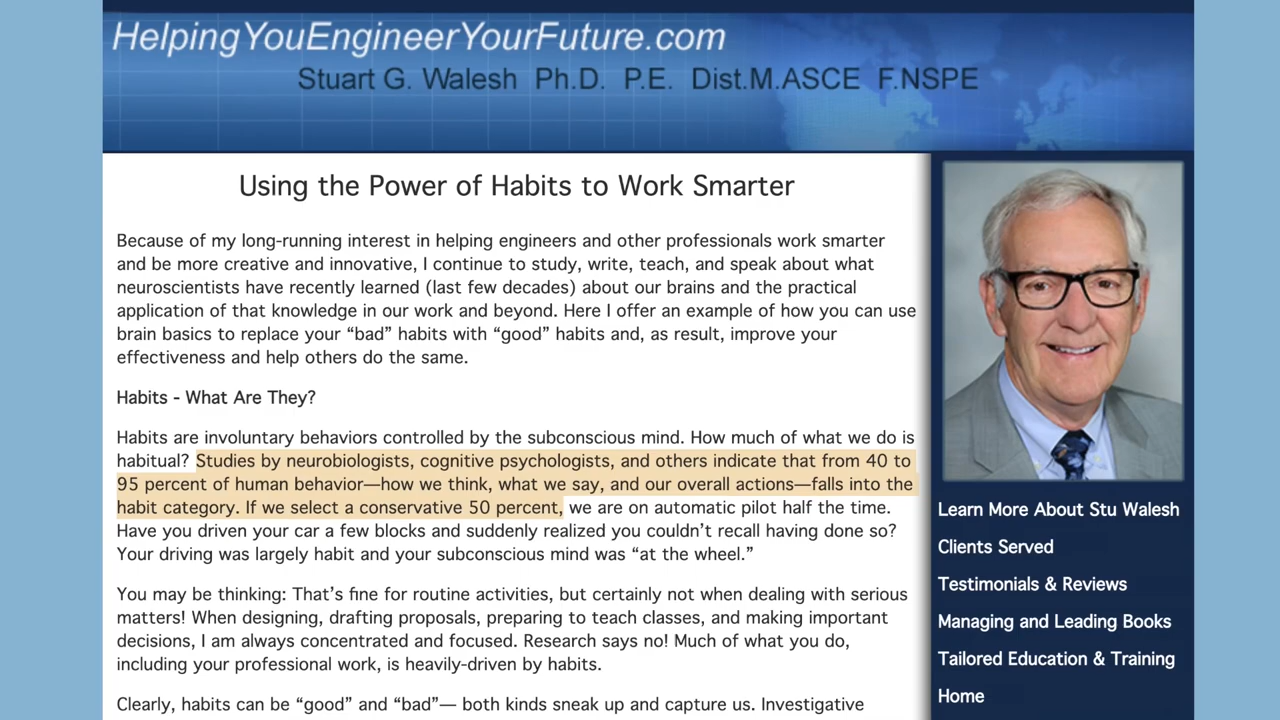 HelpingYouEngineerYourFuture.com
Stuart G. Walesh Ph.D. P.E. Dist.M.ASCE F.NSPE
Using the Power of Habits to Work Smarter
Because of my long-running interest in helping engineers and other professionals work smarter
and be more creative and innovative, I continue to study, write, teach, and speak about what
neuroscientists have recently learned (last few decades) about our brains and the practical
application of that knowledge in our work and beyond. Here I offer an example of how you can use
brain basics to replace your “bad” habits with “good” habits and, as result, improve your
effectiveness and help others do the same.
Habits - What Are They?
Habits are involuntary behaviors controlled by the subconscious mind. How much of what we do is
habitual? Studies by neurobiologists, cognitive psychologists, and others indicate that from 40 to
95 percent of human behavior—how we think, what we say, and our overall actions—falls into the
habit category. If we select a conservative 50 percent, we are on automatic pilot half the time.
Have you driven your car a few blocks and suddenly realized you couldn’t recall having done so?
Your driving was largely habit and your subconscious mind was “at the wheel.”
You may be thinking: That’s fine for routine activities, but certainly not when dealing with serious
matters! When designing, drafting proposals, preparing to teach classes, and making important
decisions, I am always concentrated and focused. Research says no! Much of what you do,
including your professional work, is heavily-driven by habits.
Clearly, habits can be “good” and “bad”— both kinds sneak up and capture us. Investigative
Learn More About Stu Walesh
Clients Served
Testimonials & Reviews
Managing and Leading Books
Tailored Education & Training
Home